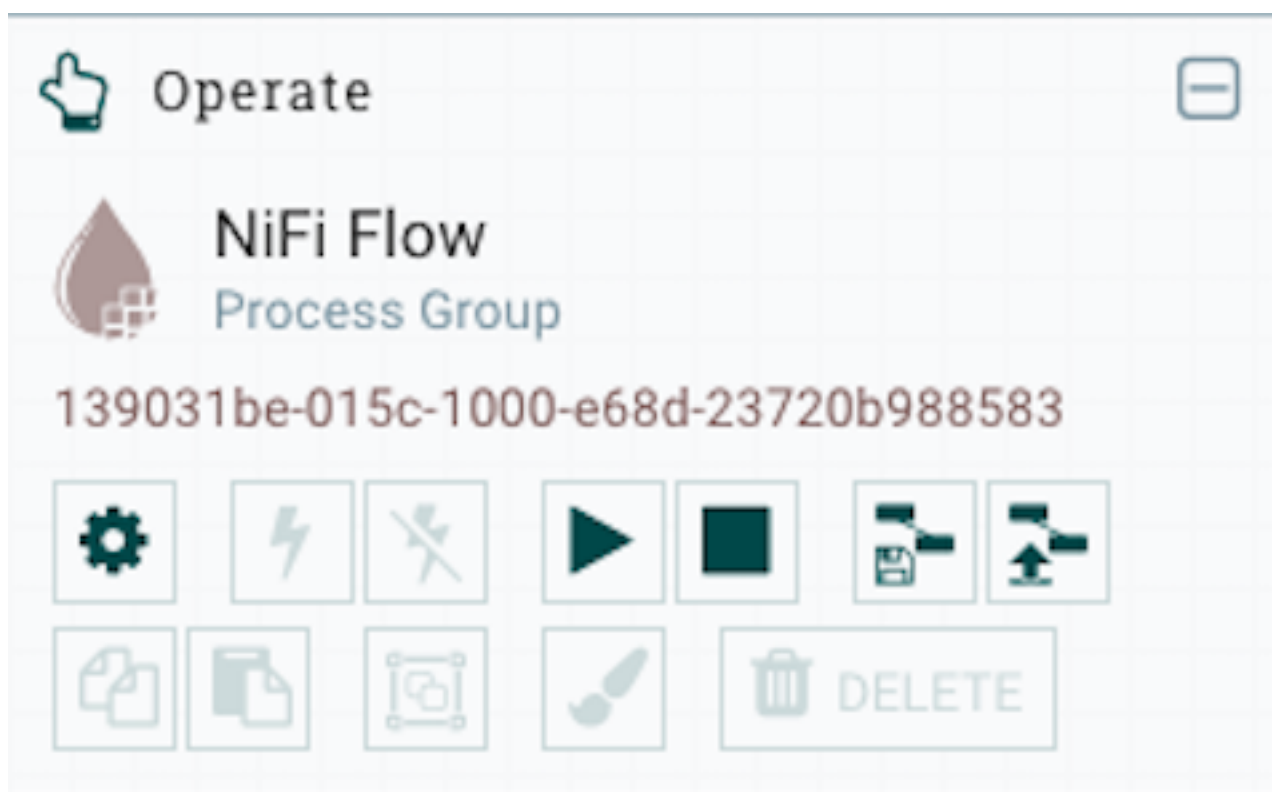 Operate
NiFi Flow
Process Group
139031be-015c-1000-e68d-23720b988583
DELETE